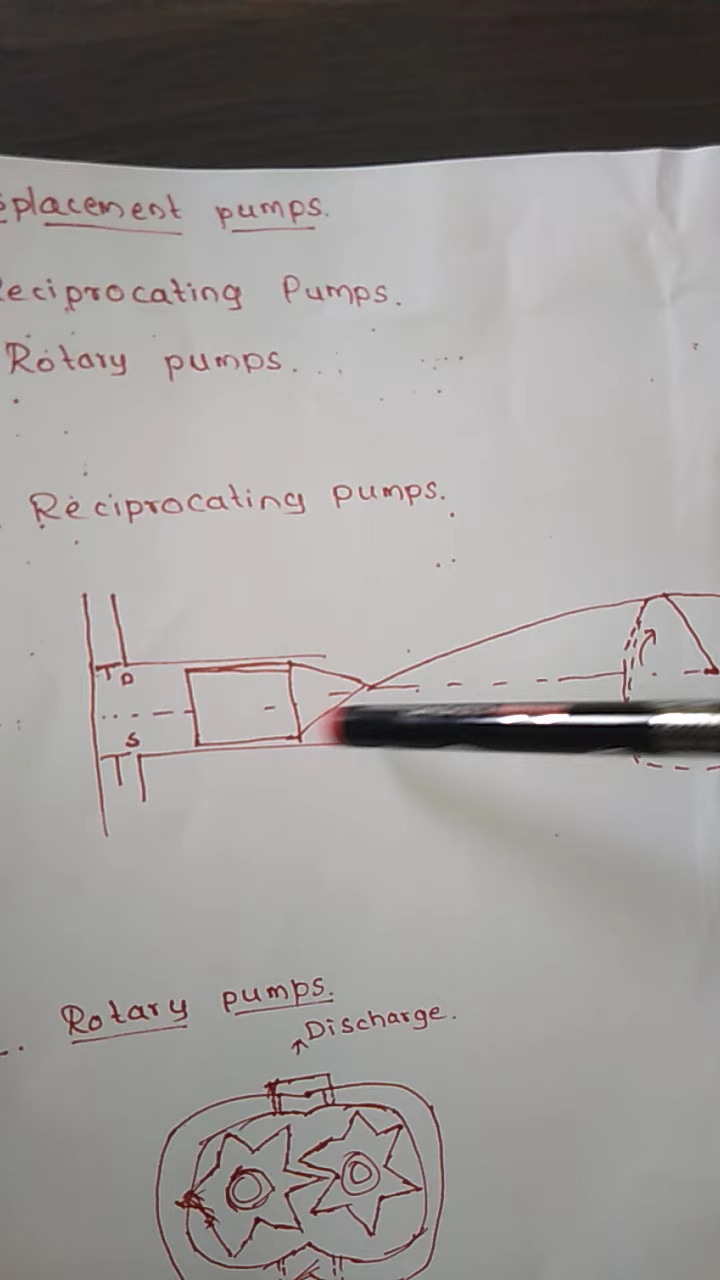 placement pumps.
eciprocating Pumps.
Rotary pumps...
Reciprocating pumps.
D
S
Rotary pumps.
Discharge.